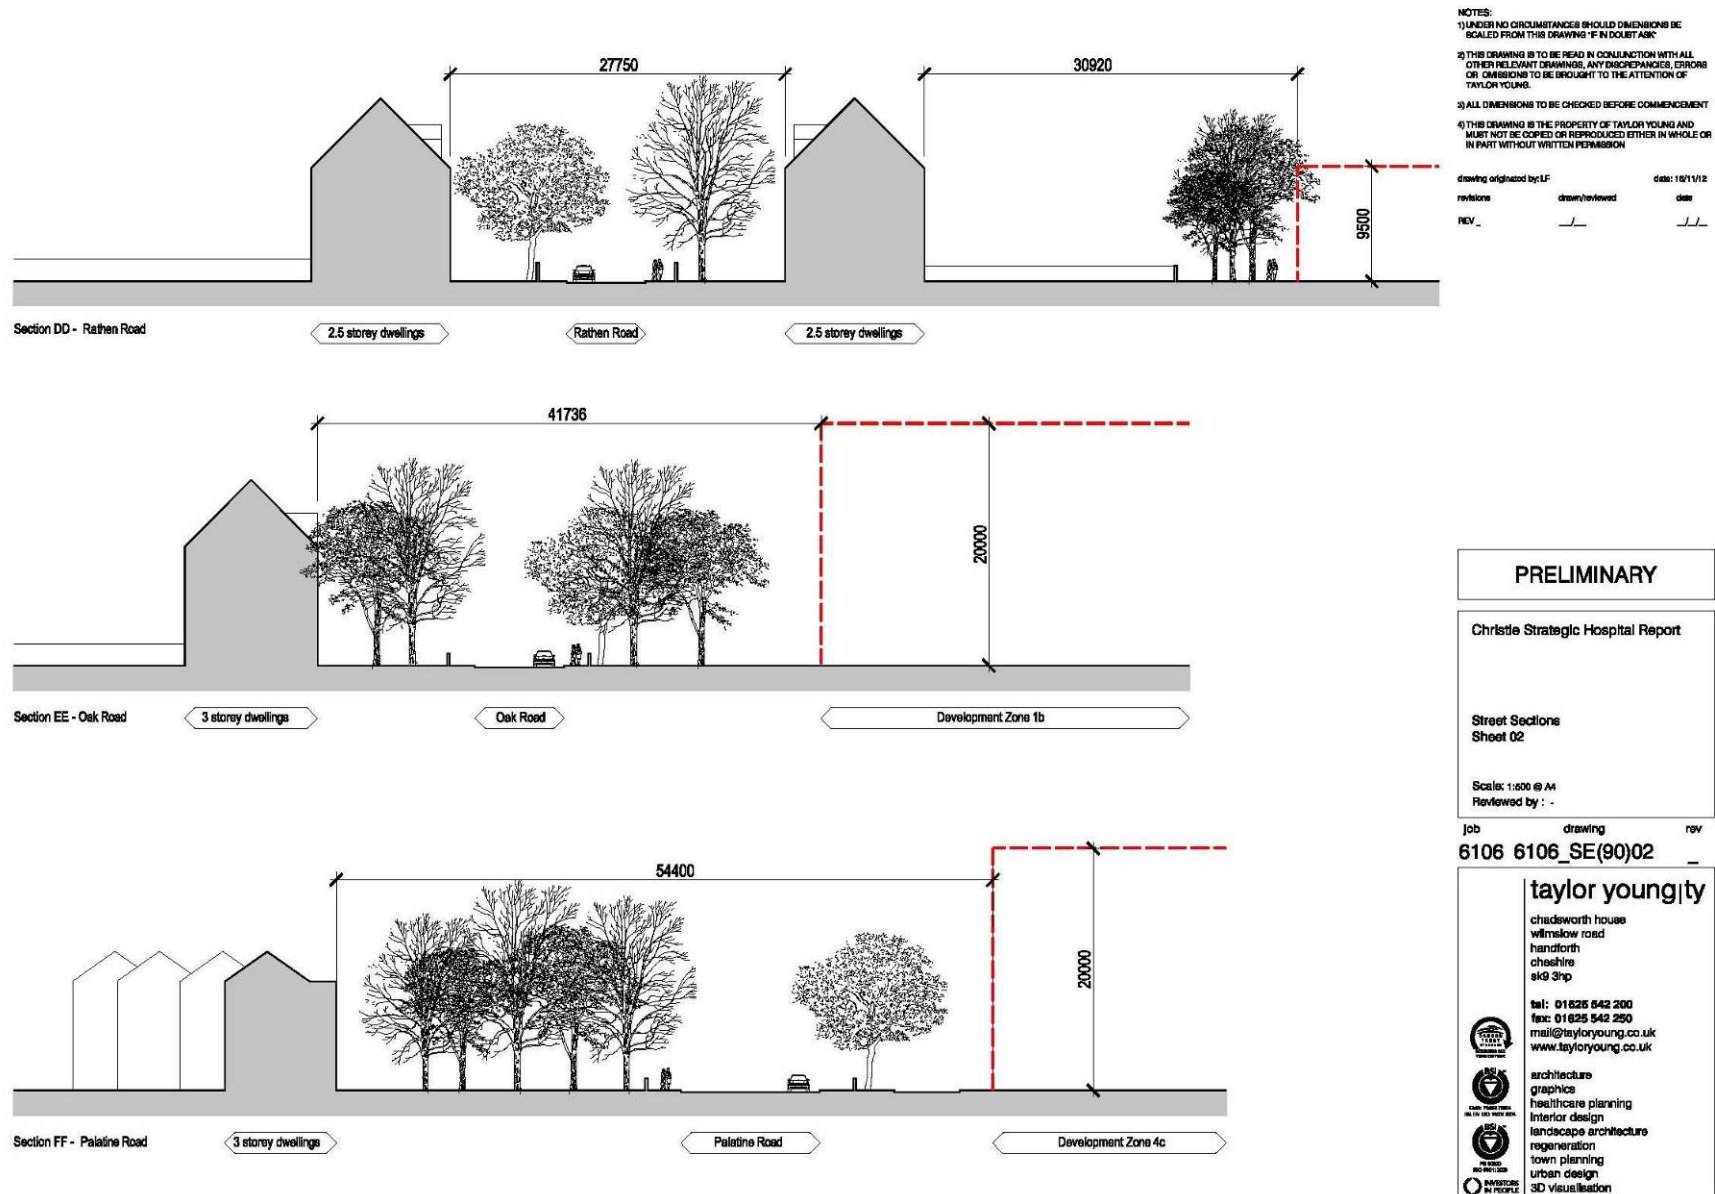 27750
30920
9500
Section DD - Rathen Road
2.5 storey dwellings
Rathen Road
2.5 storey dwellings
41736
20000
Section EE - Oak Road
3 storey dwellings
Oak Road
Development Zone 1b
54400
20000
Section FF - Palatine Road
3 storey dwellings
Palatine Road
Development Zone 4c
NOTES:
1) UNDER NO CIRCUMSTANCES SHOULD DIMENSIONS BE
SCALED FROM THIS DRAWING "IF IN DOUBT ASK"
2) THIS DRAWING IS TO BE READ IN CONJUNCTION WITH ALL
OTHER RELEVANT DRAWINGS, ANY DISCREPANCIES, ERRORS
OR OMISSIONS TO BE BROUGHT TO THE ATTENTION OF
TAYLOR YOUNG.
3) ALL DIMENSIONS TO BE CHECKED BEFORE COMMENCEMENT
4) THIS DRAWING IS THE PROPERTY OF TAYLOR YOUNG AND
MUST NOT BE COPIED OR REPRODUCED EITHER IN WHOLE OR
IN PART WITHOUT WRITTEN PERMISSION
drawing originated by: LF date:
revisions drawn/reviewed date
REV _ __/__ __/__/__
PRELIMINARY
Christie Strategic Hospital Report
Street Sections
Sheet 02
Scale: 1:500 @ A4
Reviewed by : -
job drawing rev
6106 6106_SE(90)02 _
taylor young|ty
chadsworth house
wilmslow road
handforth
cheshire
sk9 3hp
tel: 01625 542 200
fax: 01625 542 250
mail@tayloryoung.co.uk
www.tayloryoung.co.uk
architecture
graphics
healthcare planning
interior design
landscape architecture
regeneration
town planning
urban design
3D visualisation
BSI
BSI
INVESTORS
IN PEOPLE